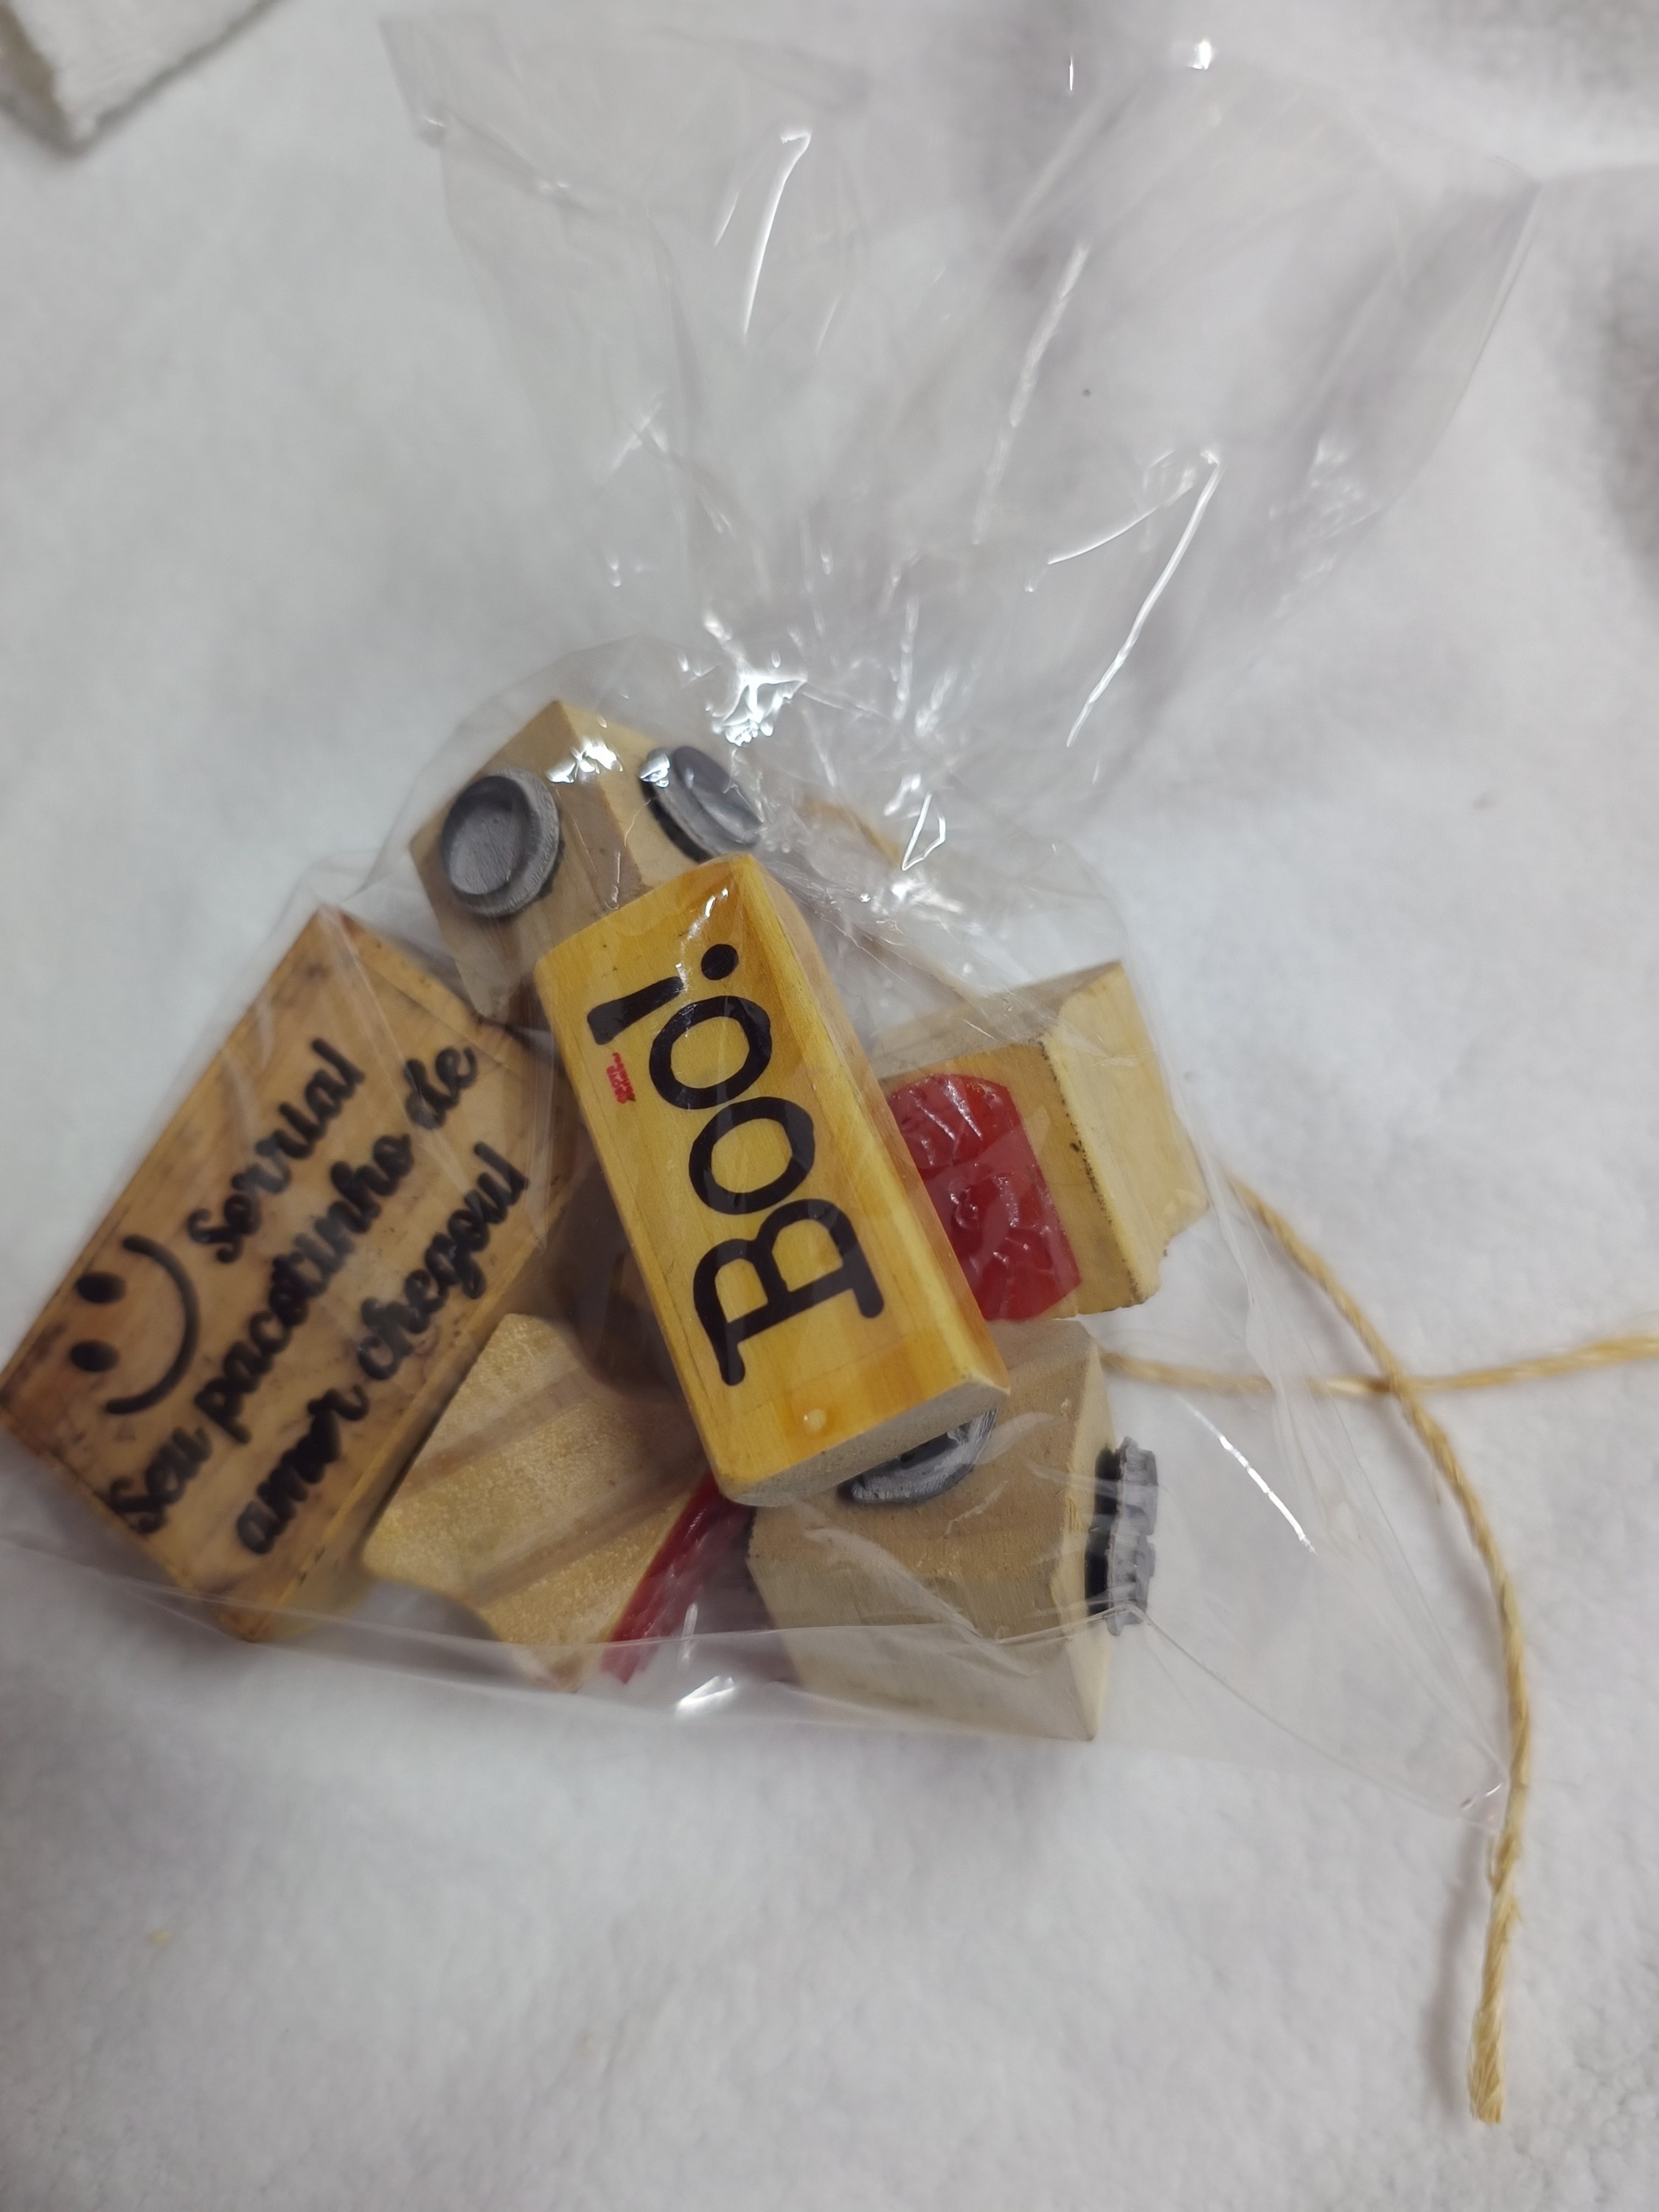 Sorria!
Seu pacotinho de
amor chegou!
Boo!